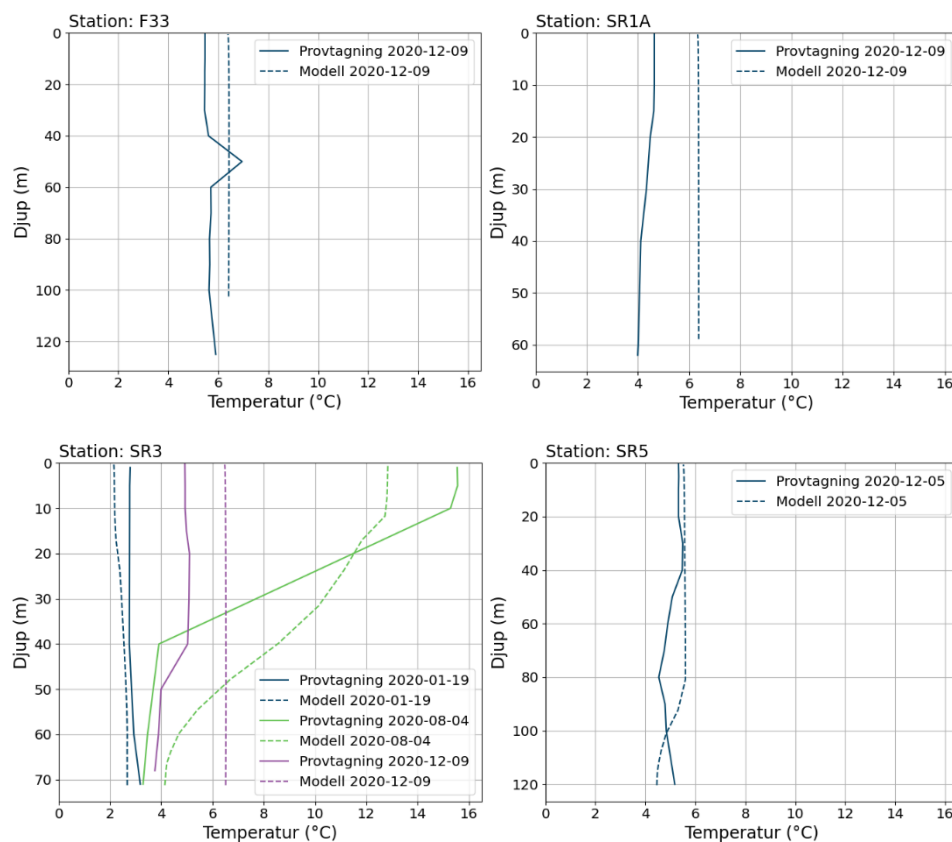 Station: F33
0
20
40
60
80
100
120
Djup (m)
Provtagning 2020-12-09
Modell 2020-12-09
0 2 4 6 8 10 12 14 16
Temperatur (°C)
Station: SR1A
0
10
20
30
40
50
60
Djup (m)
Provtagning 2020-12-09
Modell 2020-12-09
0 2 4 6 8 10 12 14 16
Temperatur (°C)
Station: SR3
0
10
20
30
40
50
60
70
Djup (m)
Provtagning 2020-01-19
Modell 2020-01-19
Provtagning 2020-08-04
Modell 2020-08-04
Provtagning 2020-12-09
Modell 2020-12-09
0 2 4 6 8 10 12 14 16
Temperatur (°C)
Station: SR5
0
20
40
60
80
100
120
Djup (m)
Provtagning 2020-12-05
Modell 2020-12-05
0 2 4 6 8 10 12 14 16
Temperatur (°C)